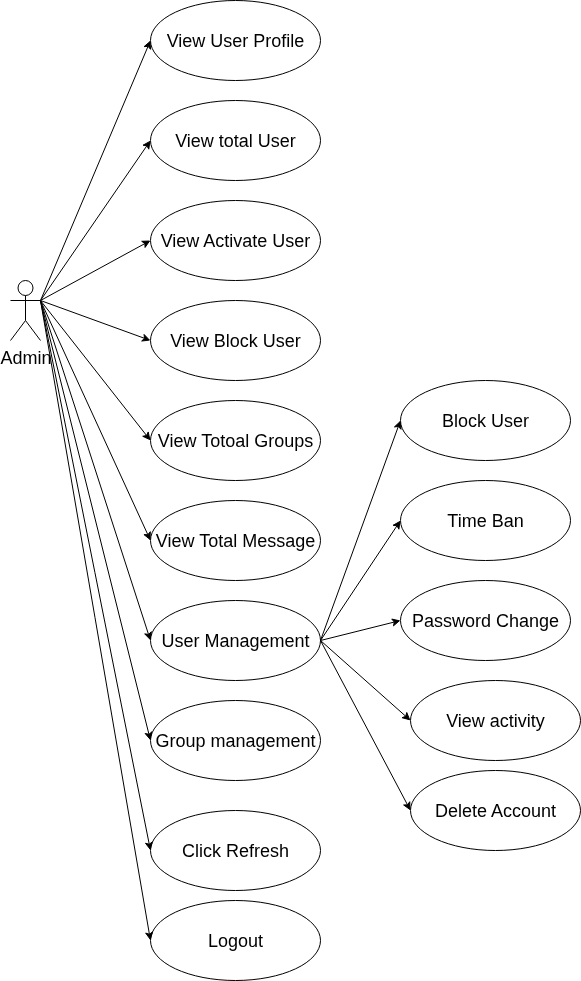 View User Profile
View total User
View Activate User
Admin
View Block User
View Totoal Groups
View Total Message
User Management
Group management
Click Refresh
Logout
Block User
Time Ban
Password Change
View activity
Delete Account